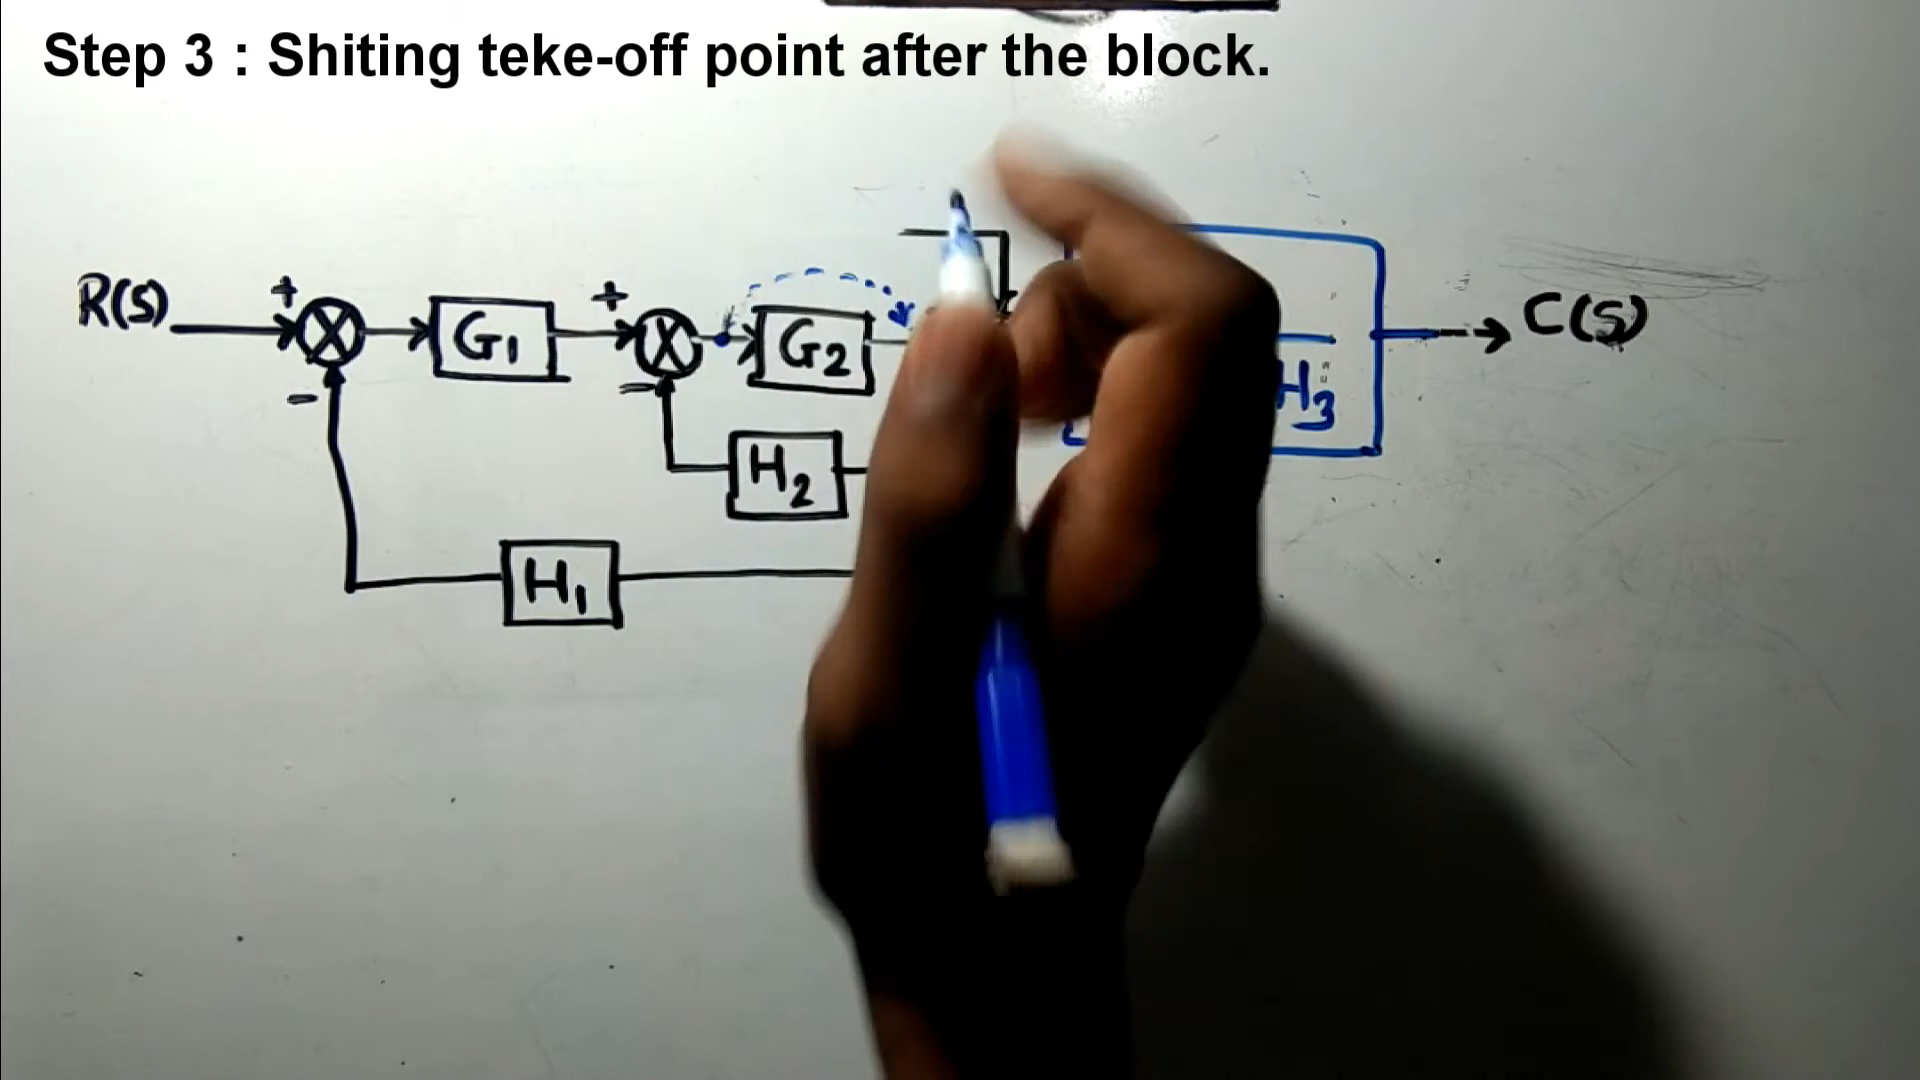 Step 3 : Shiting teke-off point after the block.
R(S) + - G1 + - G2 C(S)
H3
H2
H1